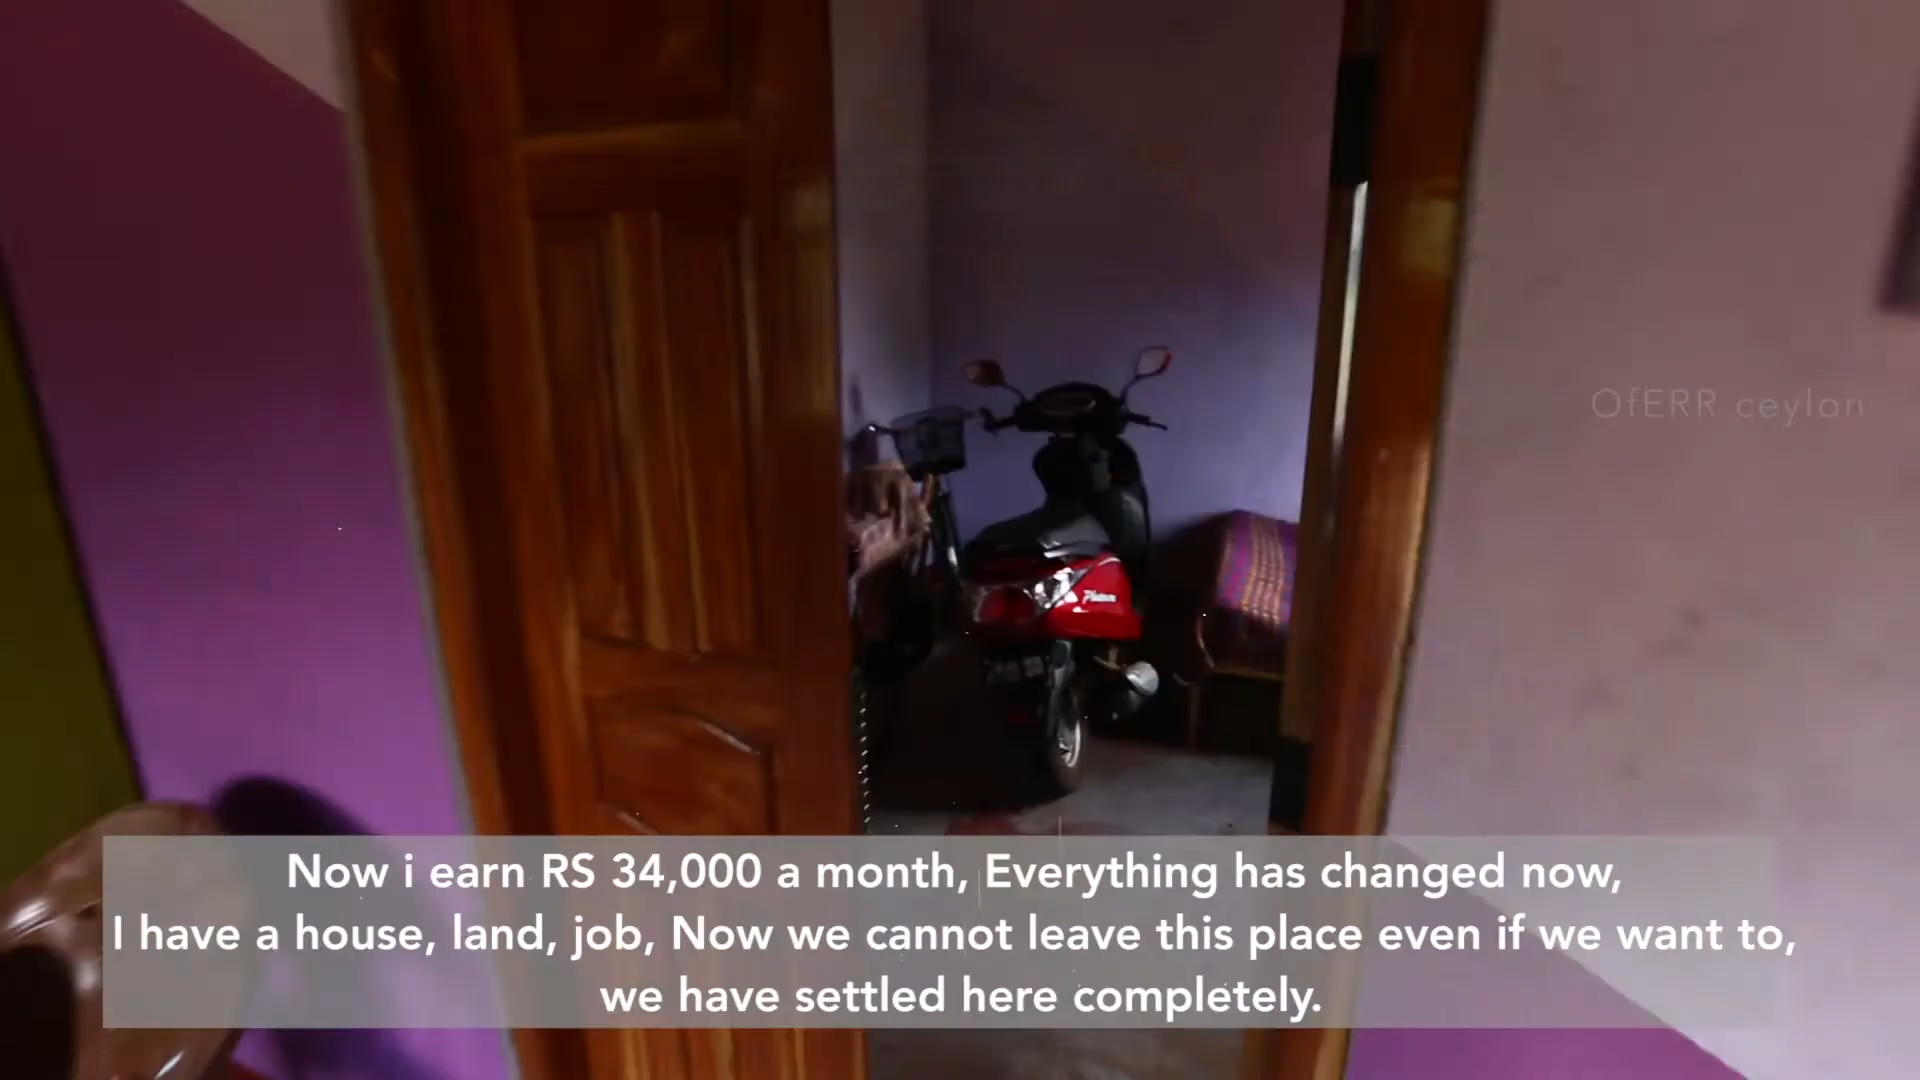 OfERR ceylon
Now i earn RS 34,000 a month, Everything has changed now,
I have a house, land, job, Now we cannot leave this place even if we want to,
we have settled here completely.